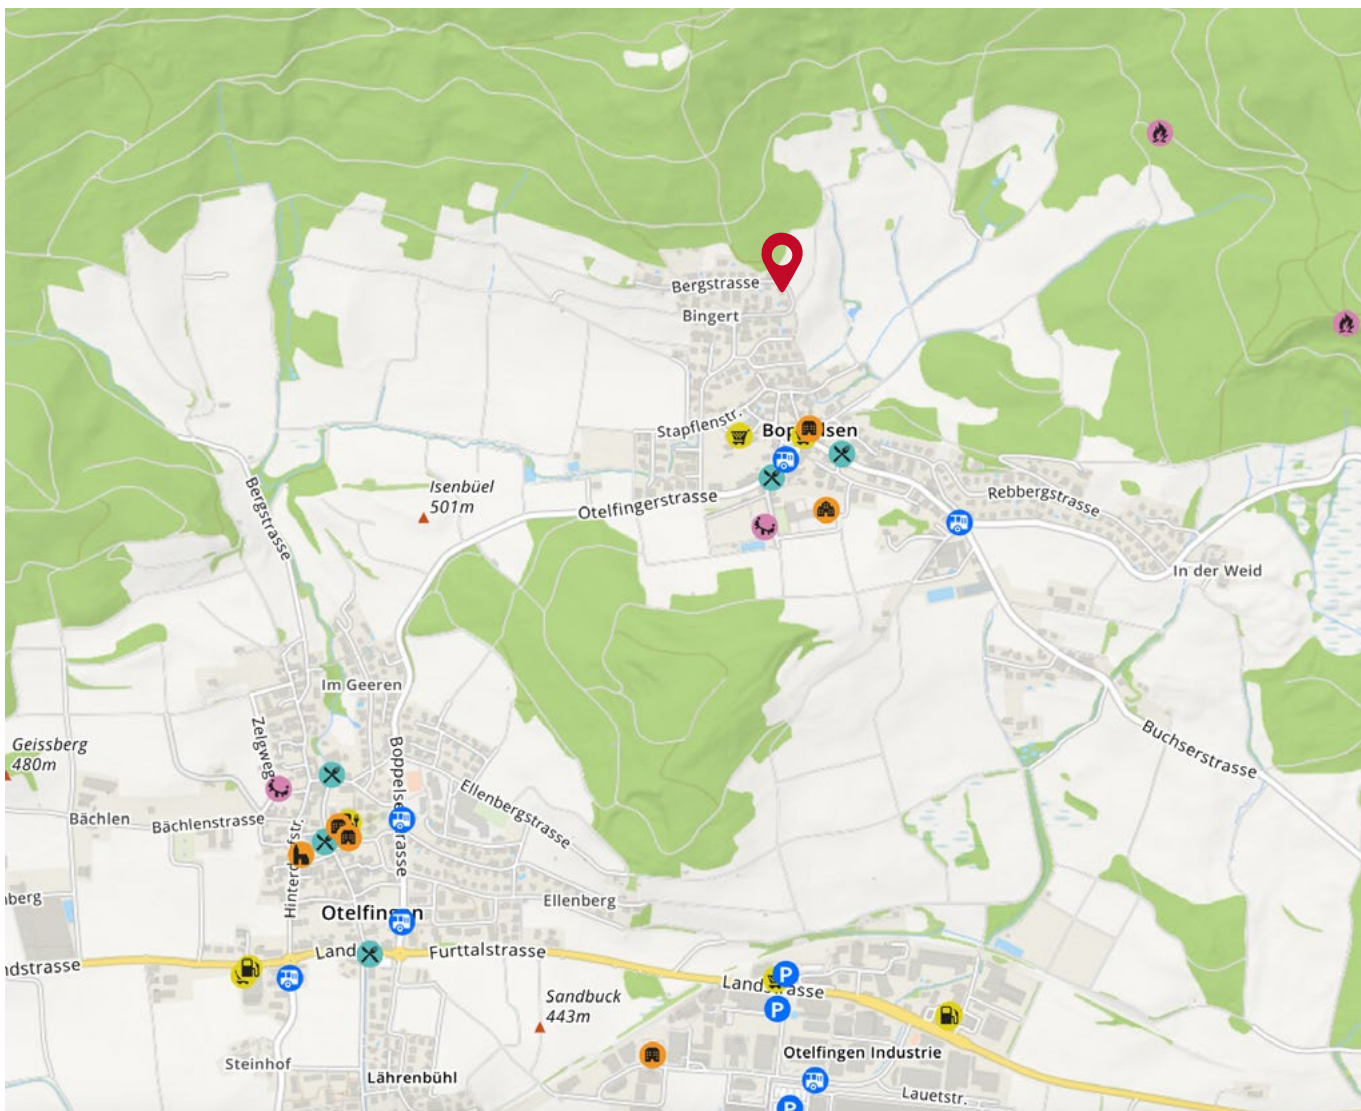 Bergstrasse
Bingert
Stapflenstr.
Isenbüel
501m
Otelfingerstrasse
Rebbergstrasse
Bergstrasse
In der Weid
Im Geeren
Zelgweg
Geissberg
480m
Buchserstrasse
Bächlen
Bächlenstrasse
Ellenbergstrasse
Ellenberg
Furttalstrasse
Sandbuck
443m
Otelfingen Industrie
Steinhof
Lährenbühl
Lauetstr.
P
P
P